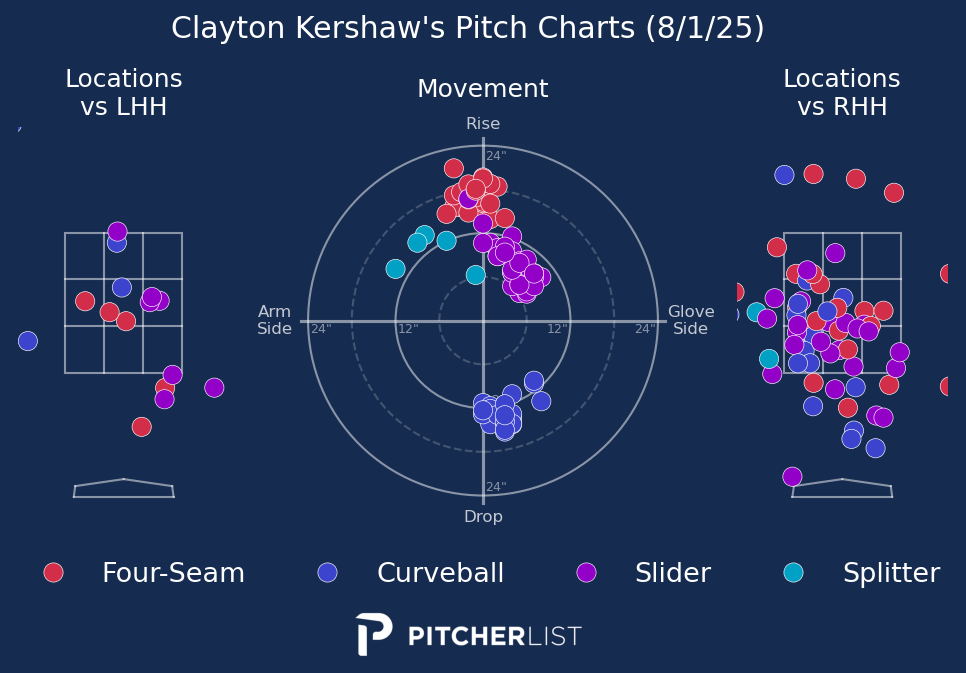 Clayton Kershaw's Pitch Charts (8/1/25)
Locations
vs LHH
Movement
Locations
vs RHH
Rise
24"
Arm
Side
24"
12"
12"
24"
Glove
Side
24"
Drop
Four-Seam
Curveball
Slider
Splitter
PITCHERLIST